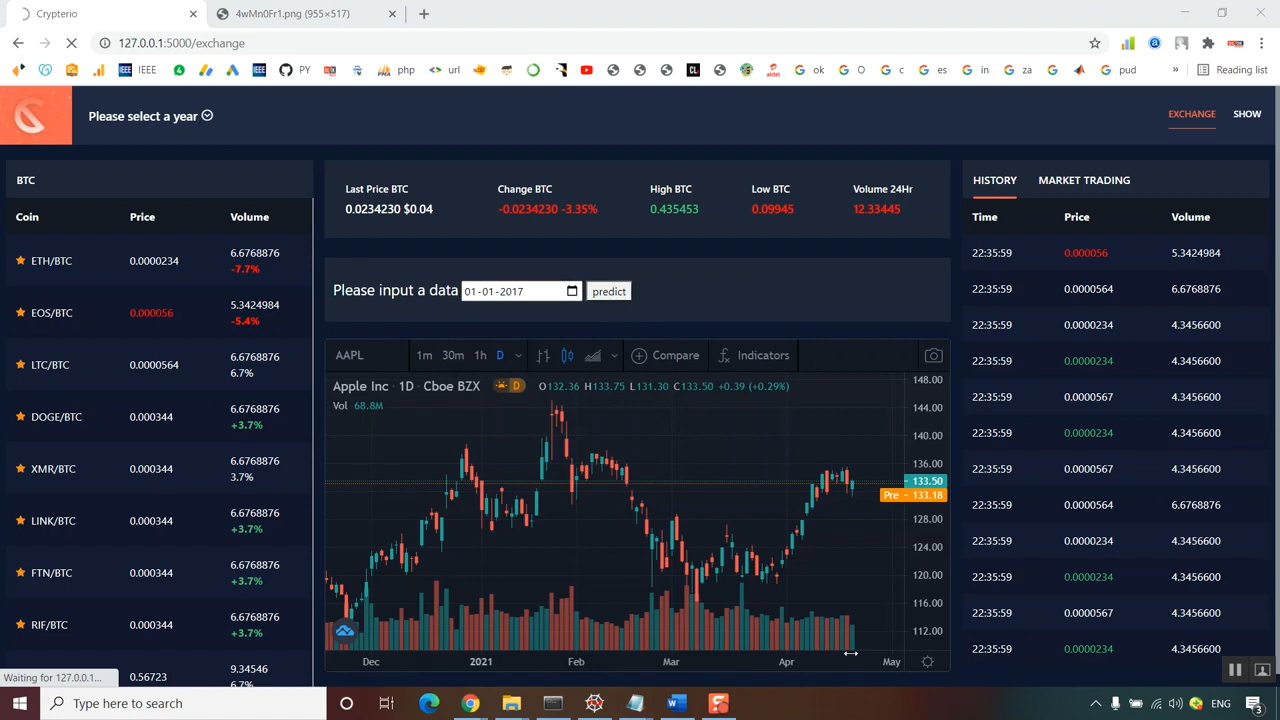 Crypterio
4wMn0Fr1.png (955×517)
127.0.0.1:5000/exchange
IEEE
PY
php
url
ok
O
c
es
in
za
pud
»
Reading list
Please select a year
EXCHANGE
SHOW
BTC
Coin Price Volume
ETH/BTC 0.0000234 6.6768876
-7.7%
EOS/BTC 0.000056 5.3424984
-5.4%
LTC/BTC 0.0000564 6.6768876
6.7%
DOGE/BTC 0.000344 6.6768876
+3.7%
XMR/BTC 0.000344 6.6768876
3.7%
LINK/BTC 0.000344 6.6768876
+3.7%
FTN/BTC 0.000344 6.6768876
+3.7%
RIF/BTC 0.000344 6.6768876
+3.7%
0.56723 9.34546
6.7%
Last Price BTC Change BTC High BTC Low BTC Volume 24Hr
0.0234230 $0.04 -0.0234230 -3.35% 0.435453 0.09945 12.33445
Please input a data 01-01-2017 predict
AAPL 1m 30m 1h D Compare Indicators
Apple Inc · 1D · Cboe BZX D O132.36 H133.75 L131.30 C133.50 +0.39 (+0.29%)
Vol 68.8M
148.00
144.00
140.00
136.00
133.50
Pre 133.18
128.00
124.00
120.00
116.00
112.00
Dec 2021 Feb Mar Apr May
HISTORY MARKET TRADING
Time Price Volume
22:35:59 0.000056 5.3424984
22:35:59 0.0000564 6.6768876
22:35:59 0.0000234 4.3456600
22:35:59 0.0000234 4.3456600
22:35:59 0.0000567 4.3456600
22:35:59 0.0000234 4.3456600
22:35:59 0.0000567 4.3456600
22:35:59 0.0000564 6.6768876
22:35:59 0.0000234 4.3456600
22:35:59 0.0000234 4.3456600
22:35:59 0.0000567 4.3456600
22:35:59 0.0000234 4.3456600
Waiting for 127.0.0.1...
Type here to search
ENG
3